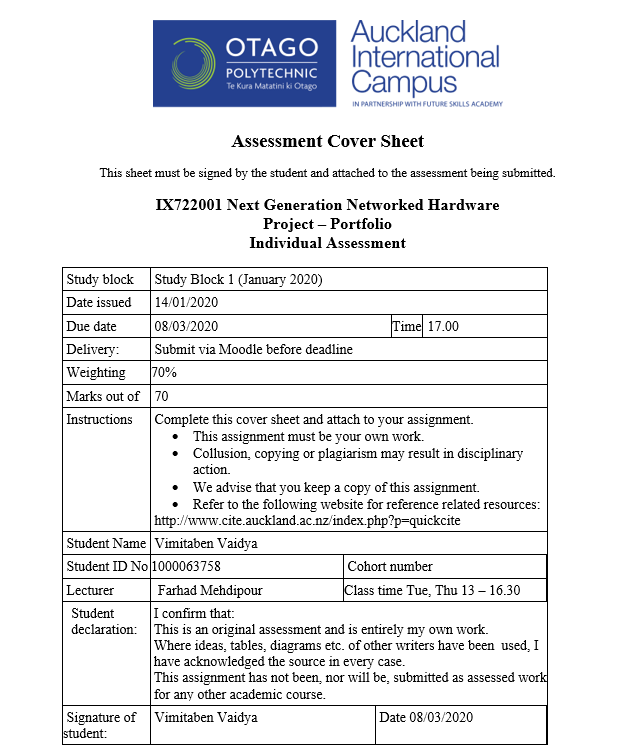 OTAGO
POLYTECHNIC
Te Kura Matatini ki Otago
Auckland
International
Campus
IN PARTNERSHIP WITH FUTURE SKILLS ACADEMY
Assessment Cover Sheet
This sheet must be signed by the student and attached to the assessment being submitted.
IX722001 Next Generation Networked Hardware
Project – Portfolio
Individual Assessment
Study block Study Block 1 (January 2020)
Date issued 14/01/2020
Due date 08/03/2020 Time 17.00
Delivery: Submit via Moodle before deadline
Weighting 70%
Marks out of 70
Instructions Complete this cover sheet and attach to your assignment.
• This assignment must be your own work.
• Collusion, copying or plagiarism may result in disciplinary
action.
• We advise that you keep a copy of this assignment.
• Refer to the following website for reference related resources:
http://www.cite.auckland.ac.nz/index.php?p=quickcite
Student Name Vimitaben Vaidya
Student ID No 1000063758 Cohort number
Lecturer Farhad Mehdipour Class time Tue, Thu 13 – 16.30
Student I confirm that:
declaration: This is an original assessment and is entirely my own work.
Where ideas, tables, diagrams etc. of other writers have been used, I
have acknowledged the source in every case.
This assignment has not been, nor will be, submitted as assessed work
for any other academic course.
Signature of Vimitaben Vaidya Date 08/03/2020
student: